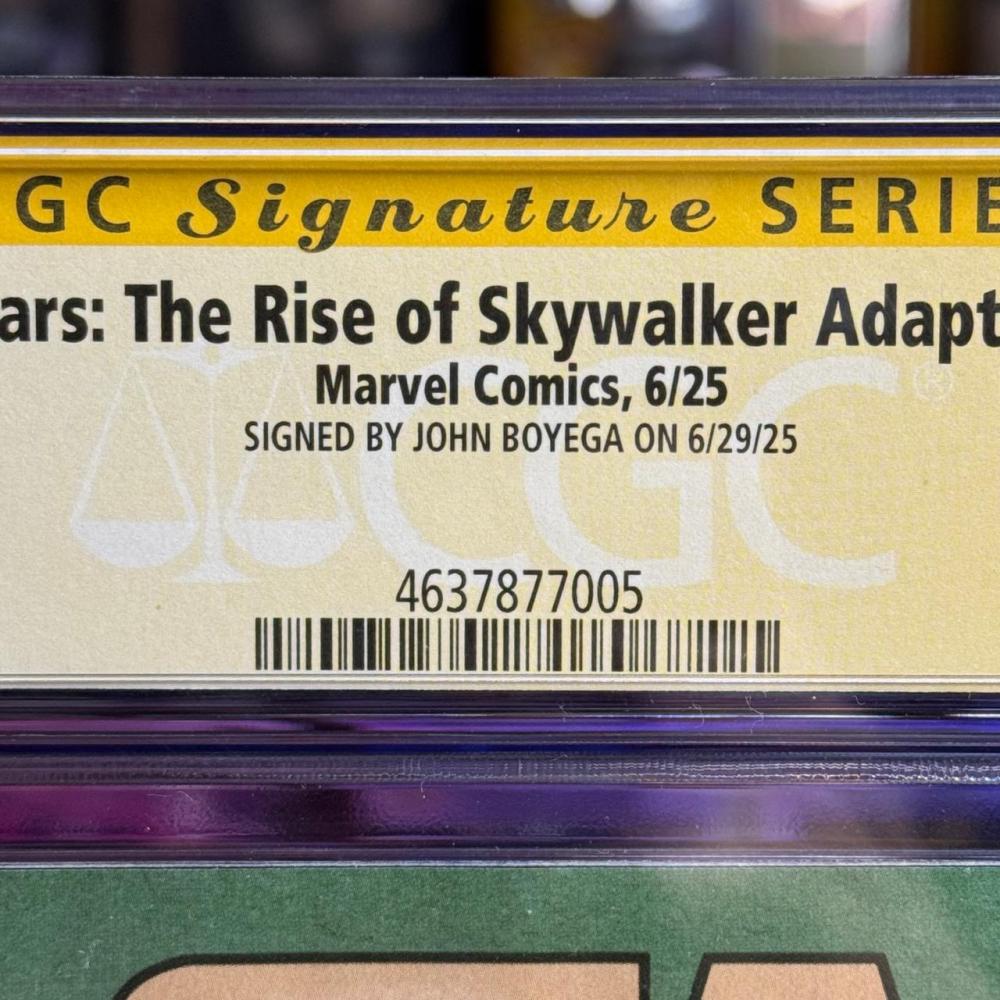 GC Signature SERIE
ars: The Rise of Skywalker Adapt
Marvel Comics, 6/25
SIGNED BY JOHN BOYEGA ON 6/29/25
CGC®
4637877005